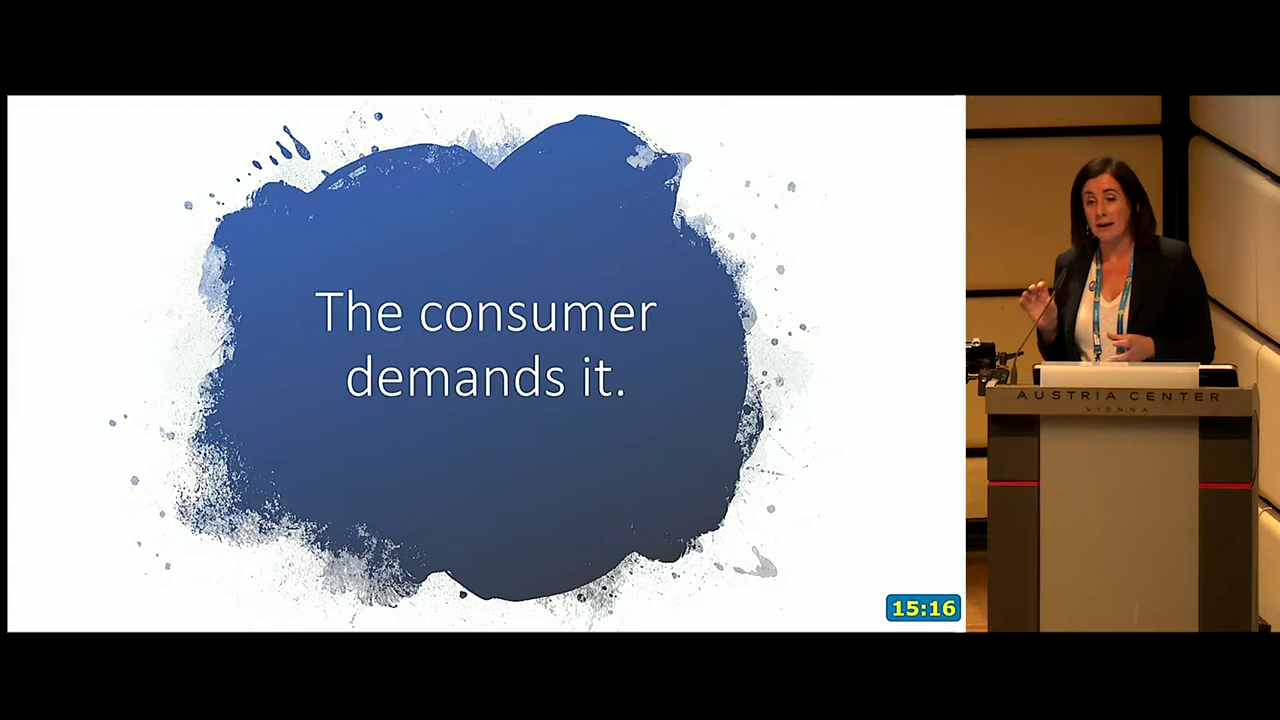 The consumer
demands it.
15:16
AUSTRIA CENTER
VIENNA